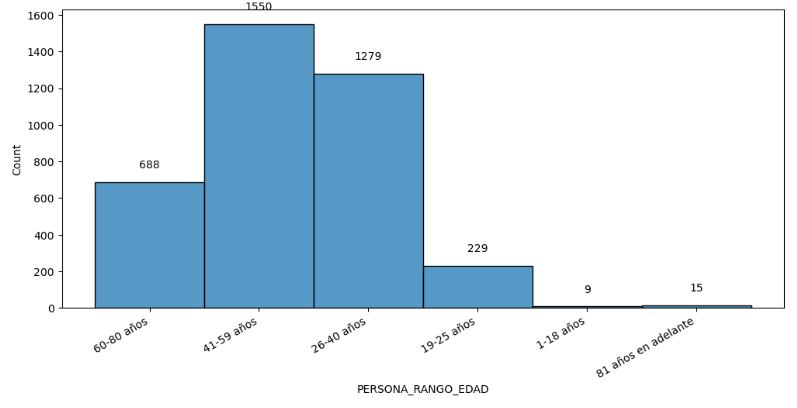 1550
1600
1400
1279
1200
1000
Count
800
688
600
400
229
200
9
15
0
60-80 años
41-59 años
26-40 años
19-25 años
1-18 años
81 años en adelante
PERSONA_RANGO_EDAD